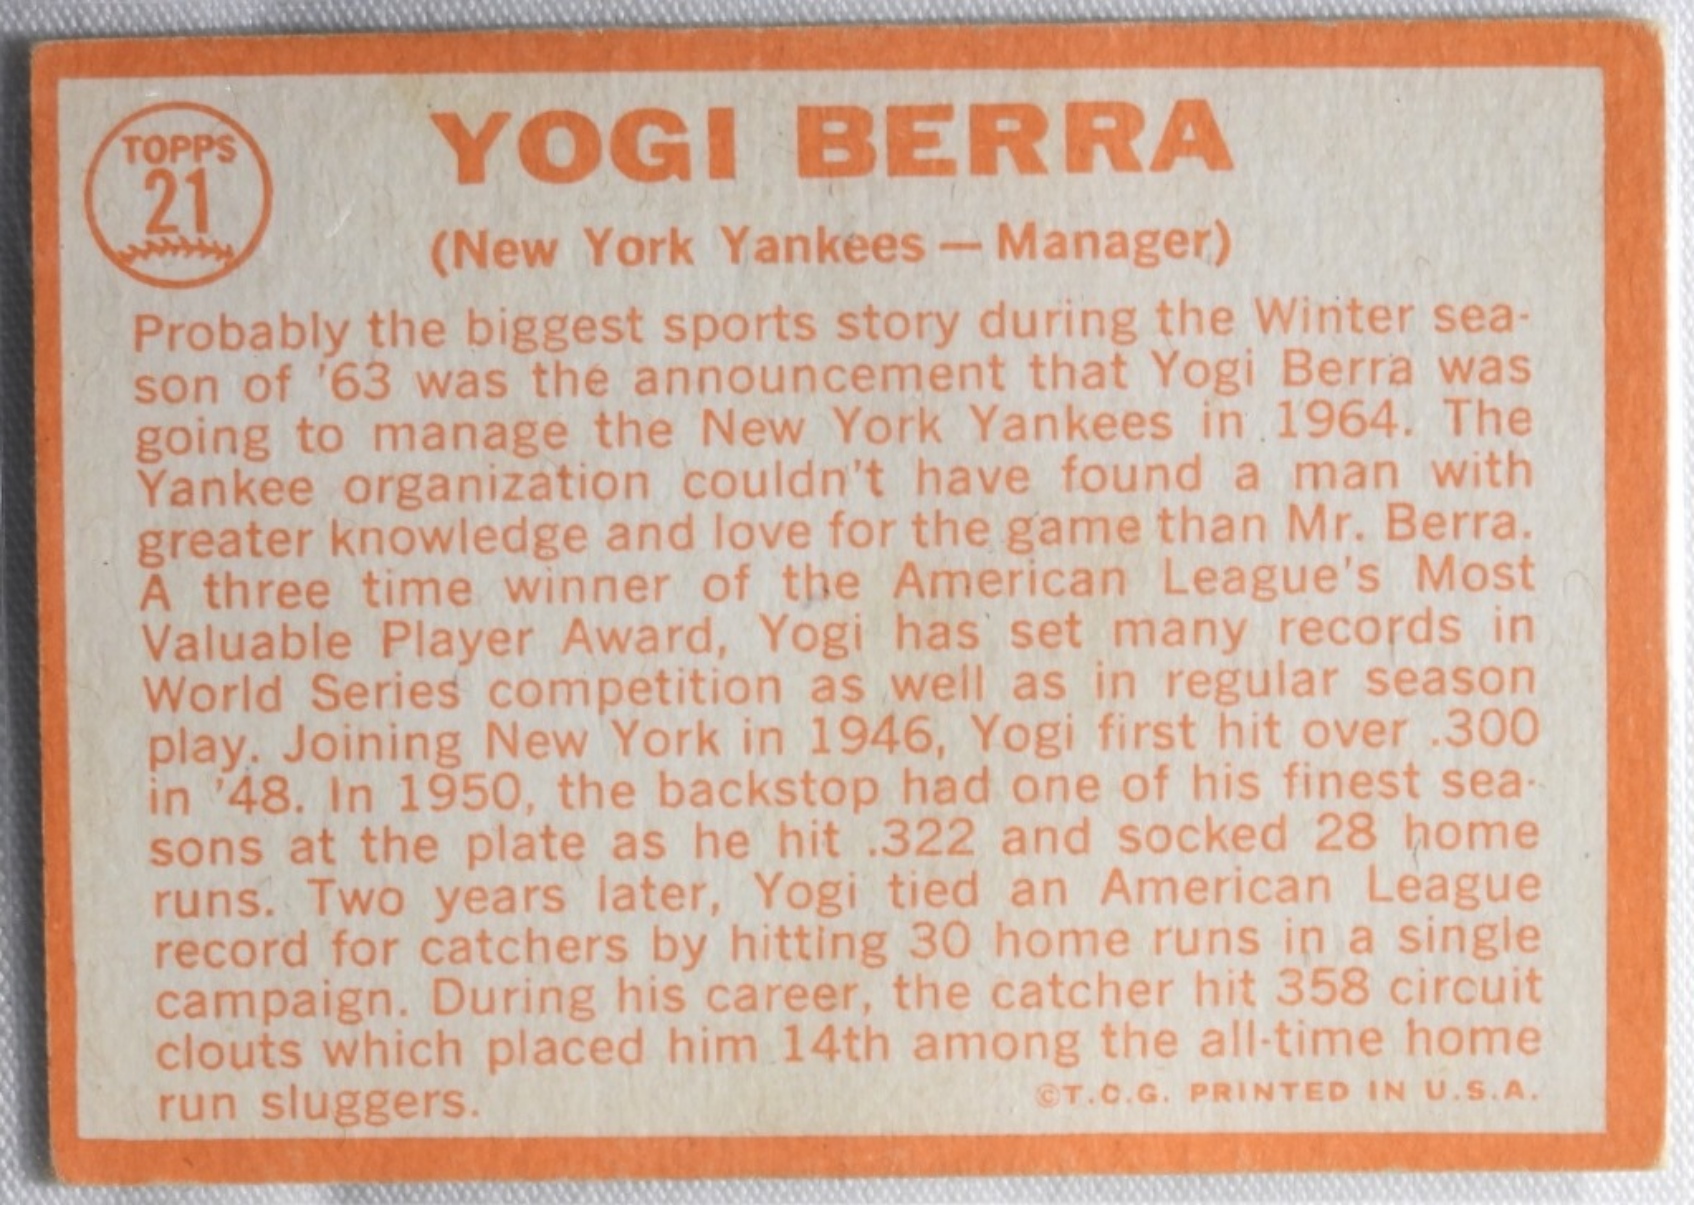 TOPPS
21
YOGI BERRA
(New York Yankees — Manager)
Probably the biggest sports story during the Winter sea-
son of '63 was the announcement that Yogi Berra was
going to manage the New York Yankees in 1964. The
Yankee organization couldn't have found a man with
greater knowledge and love for the game than Mr. Berra.
A three time winner of the American League's Most
Valuable Player Award, Yogi has set many records in
World Series competition as well as in regular season
play. Joining New York in 1946, Yogi first hit over .300
in '48. In 1950, the backstop had one of his finest sea-
sons at the plate as he hit .322 and socked 28 home
runs. Two years later, Yogi tied an American League
record for catchers by hitting 30 home runs in a single
campaign. During his career, the catcher hit 358 circuit
clouts which placed him 14th among the all-time home
run sluggers.
©T.C.G. PRINTED IN U.S.A.